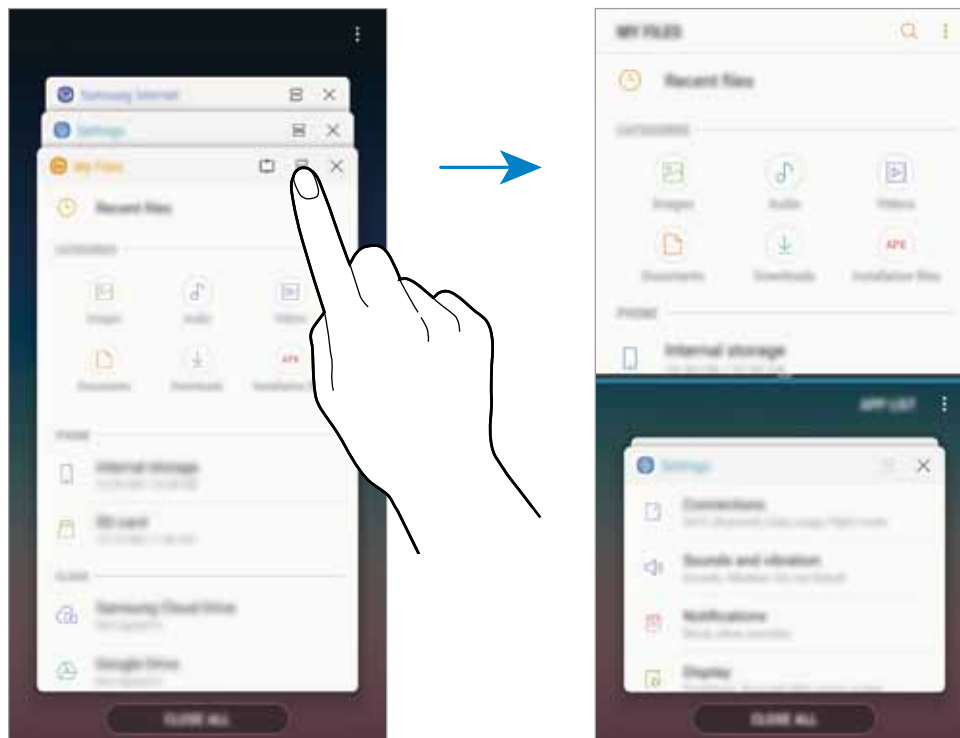 Samsung Internet
Settings
My Files
Recent files
CATEGORIES
Images
Audio
Videos
APK
Documents
Downloads
PHONE
Internal storage
SD card
CLOUD
Samsung Cloud Drive
Google Drive
CLOSE ALL
MY FILES
Recent files
CATEGORIES
Images
Audio
Videos
APK
Documents
Downloads
Installation files
PHONE
Internal storage
APP LIST
Settings
Connections
Sounds and vibration
Notifications
Display
CLOSE ALL